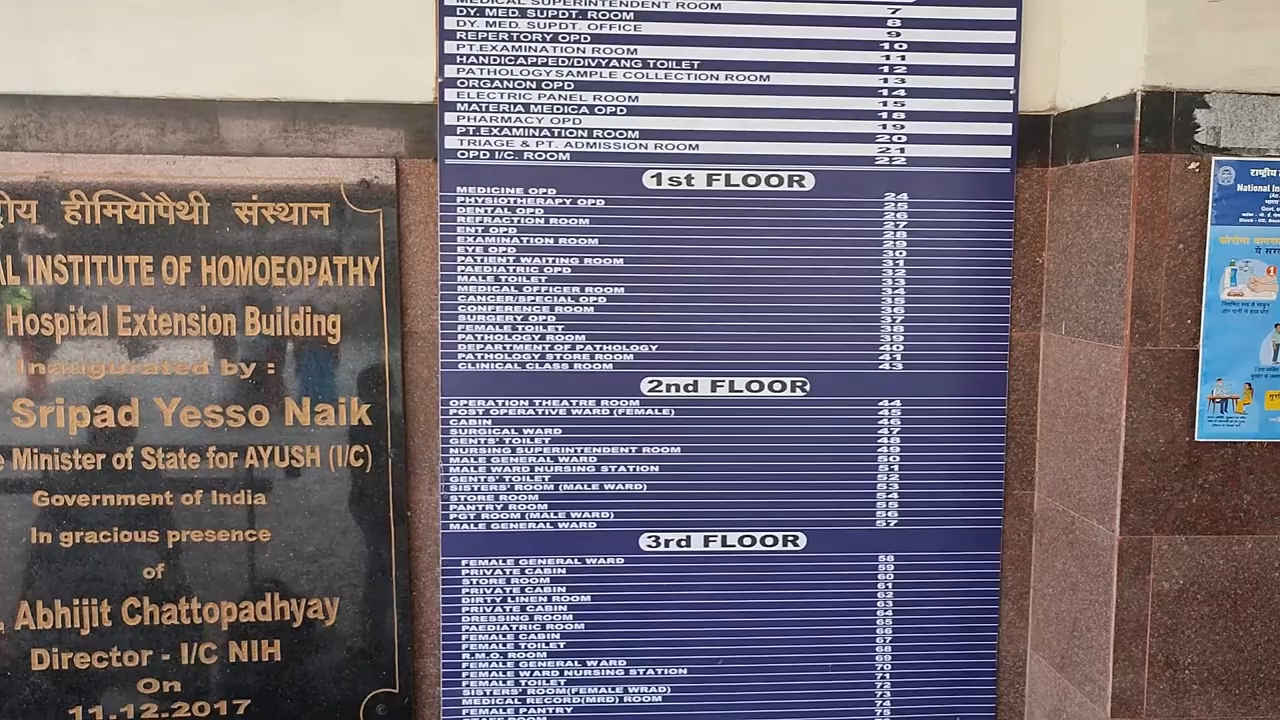 ीय हौमियोपैथी संस्थान
AL INSTITUTE OF HOMOEOPATHY
Hospital Extension Building
Inaugurated by :
Sripad Yesso Naik
Minister of State for AYUSH (I/C)
Government of India
In gracious presence
of
Abhijit Chattopadhyay
Director - I/C NIH
On
11.12.2017
MEDICAL SUPERINTENDENT ROOM 7
DY. MED. SUPDT. ROOM 8
DY. MED. SUPDT. OFFICE 9
REPERTORY OPD 10
PT.EXAMINATION ROOM 11
HANDICAPPED/DIVYANG TOILET 12
PATHOLOGYSAMPLE COLLECTION ROOM 13
ORGANON OPD 14
ELECTRIC PANEL ROOM 15
MATERIA MEDICA OPD 18
PHARMACY OPD 19
PT.EXAMINATION ROOM 20
TRIAGE & PT. ADMISSION ROOM 21
OPD I/C. ROOM 22
1st FLOOR
MEDICINE OPD 24
PHYSIOTHERAPY OPD 25
DENTAL OPD 26
REFRACTION ROOM 27
ENT OPD 28
EXAMINATION ROOM 29
EYE OPD 30
PATIENT WAITING ROOM 31
PAEDIATRIC OPD 32
MALE TOILET 33
MEDICAL OFFICER ROOM 34
CANCER/SPECIAL OPD 35
CONFERENCE ROOM 36
SURGERY OPD 37
FEMALE TOILET 38
PATHOLOGY ROOM 39
DEPARTMENT OF PATHOLOGY 40
PATHOLOGY STORE ROOM 41
CLINICAL CLASS ROOM 43
2nd FLOOR
OPERATION THEATRE ROOM 44
POST OPERATIVE WARD (FEMALE) 45
CABIN 46
SURGICAL WARD 47
GENTS' TOILET 48
NURSING SUPERINTENDENT ROOM 49
MALE GENERAL WARD 50
MALE WARD NURSING STATION 51
GENTS' TOILET 52
SISTERS' ROOM (MALE WARD) 53
STORE ROOM 54
PANTRY ROOM 55
PGT ROOM (MALE WARD) 56
MALE GENERAL WARD 57
3rd FLOOR
FEMALE GENERAL WARD 58
PRIVATE CABIN 59
STORE ROOM 60
PRIVATE CABIN 61
DIRTY LINEN ROOM 62
PRIVATE CABIN 63
DRESSING ROOM 64
PAEDIATRIC ROOM 65
FEMALE CABIN 66
FEMALE TOILET 67
R.M.O. ROOM 68
FEMALE GENERAL WARD 69
FEMALE WARD NURSING STATION 70
FEMALE TOILET 71
SISTERS' ROOM(FEMALE WRAD) 72
MEDICAL RECORD(MRD) ROOM 73
FEMALE PANTRY 74
75
राष्ट्रीय
National In